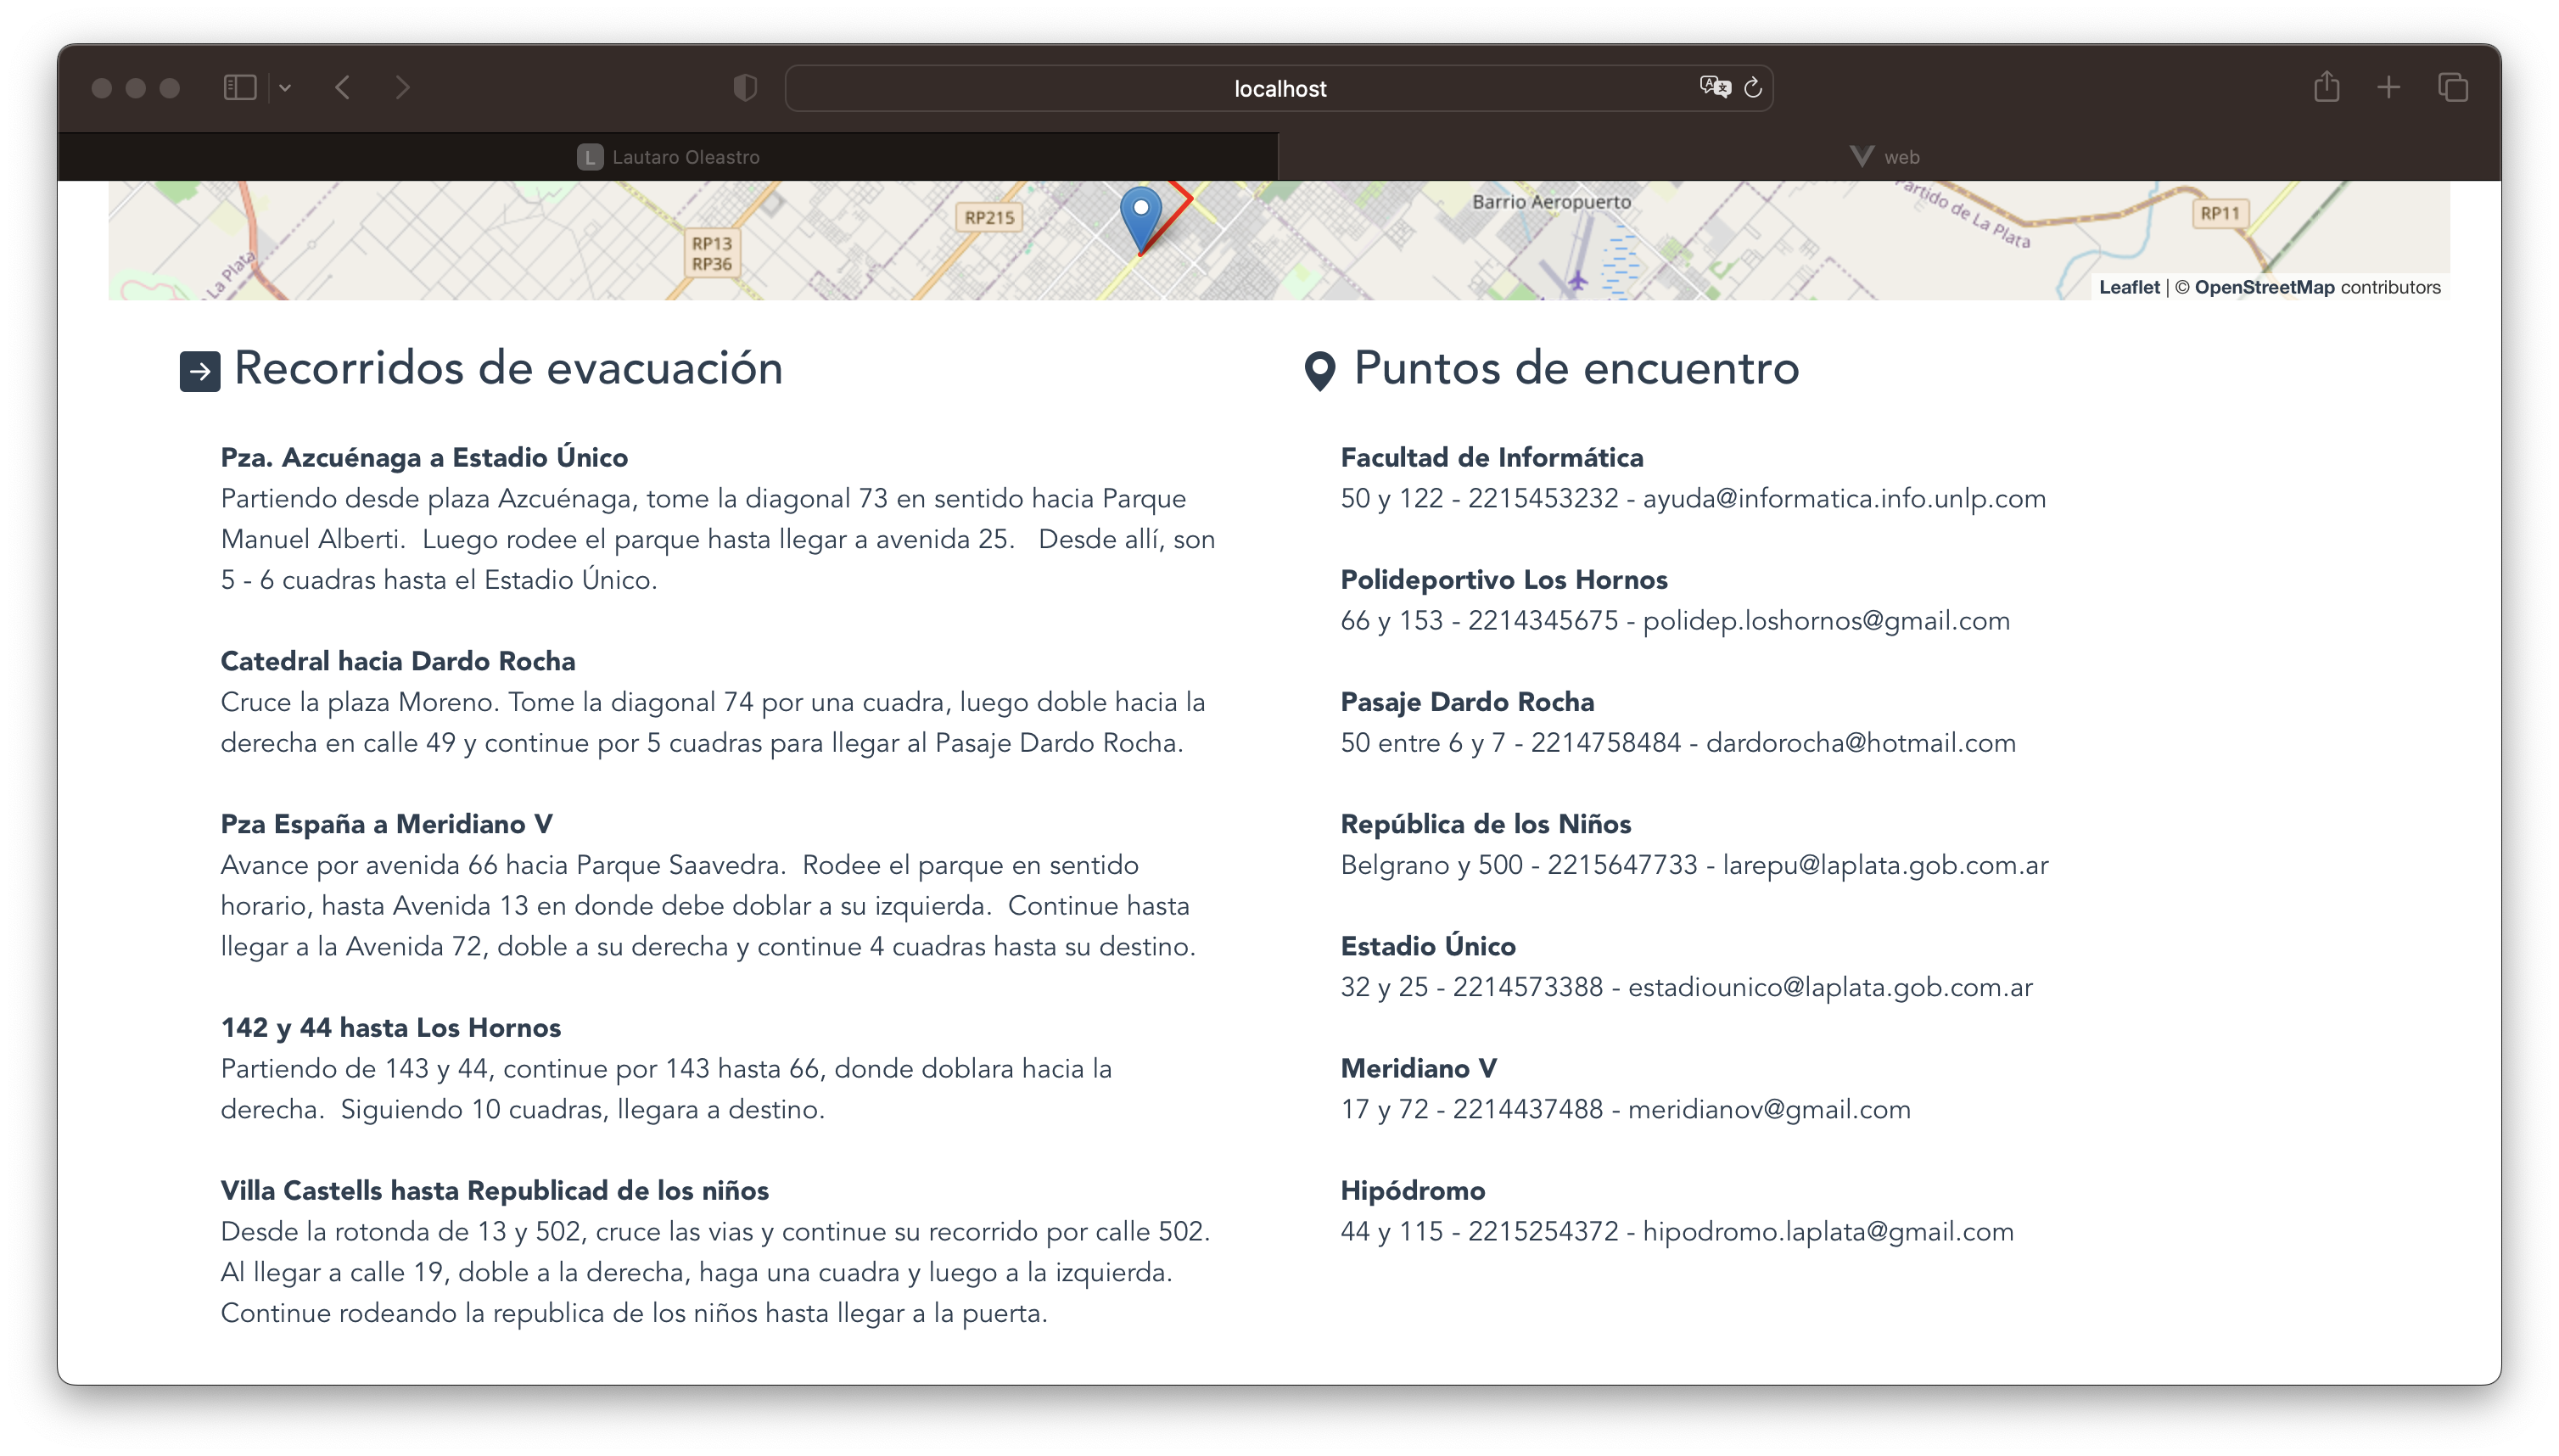 localhost
L Lautaro Oleastro
web
La Plata
RP13
RP36
RP215
Barrio Aeropuerto
Partido de La Plata
RP11
Leaflet | © OpenStreetMap contributors
Recorridos de evacuación
Pza. Azcuénaga a Estadio Único
Partiendo desde plaza Azcuénaga, tome la diagonal 73 en sentido hacia Parque
Manuel Alberti.  Luego rodee el parque hasta llegar a avenida 25.   Desde allí, son
5 - 6 cuadras hasta el Estadio Único.
Catedral hacia Dardo Rocha
Cruce la plaza Moreno. Tome la diagonal 74 por una cuadra, luego doble hacia la
derecha en calle 49 y continue por 5 cuadras para llegar al Pasaje Dardo Rocha.
Pza España a Meridiano V
Avance por avenida 66 hacia Parque Saavedra.  Rodee el parque en sentido
horario, hasta Avenida 13 en donde debe doblar a su izquierda.  Continue hasta
llegar a la Avenida 72, doble a su derecha y continue 4 cuadras hasta su destino.
142 y 44 hasta Los Hornos
Partiendo de 143 y 44, continue por 143 hasta 66, donde doblara hacia la
derecha.  Siguiendo 10 cuadras, llegara a destino.
Villa Castells hasta Republicad de los niños
Desde la rotonda de 13 y 502, cruce las vias y continue su recorrido por calle 502.
Al llegar a calle 19, doble a la derecha, haga una cuadra y luego a la izquierda.
Continue rodeando la republica de los niños hasta llegar a la puerta.
Puntos de encuentro
Facultad de Informática
50 y 122 - 2215453232 - ayuda@informatica.info.unlp.com
Polideportivo Los Hornos
66 y 153 - 2214345675 - polidep.loshornos@gmail.com
Pasaje Dardo Rocha
50 entre 6 y 7 - 2214758484 - dardorocha@hotmail.com
República de los Niños
Belgrano y 500 - 2215647733 - larepu@laplata.gob.com.ar
Estadio Único
32 y 25 - 2214573388 - estadiounico@laplata.gob.com.ar
Meridiano V
17 y 72 - 2214437488 - meridianov@gmail.com
Hipódromo
44 y 115 - 2215254372 - hipodromo.laplata@gmail.com